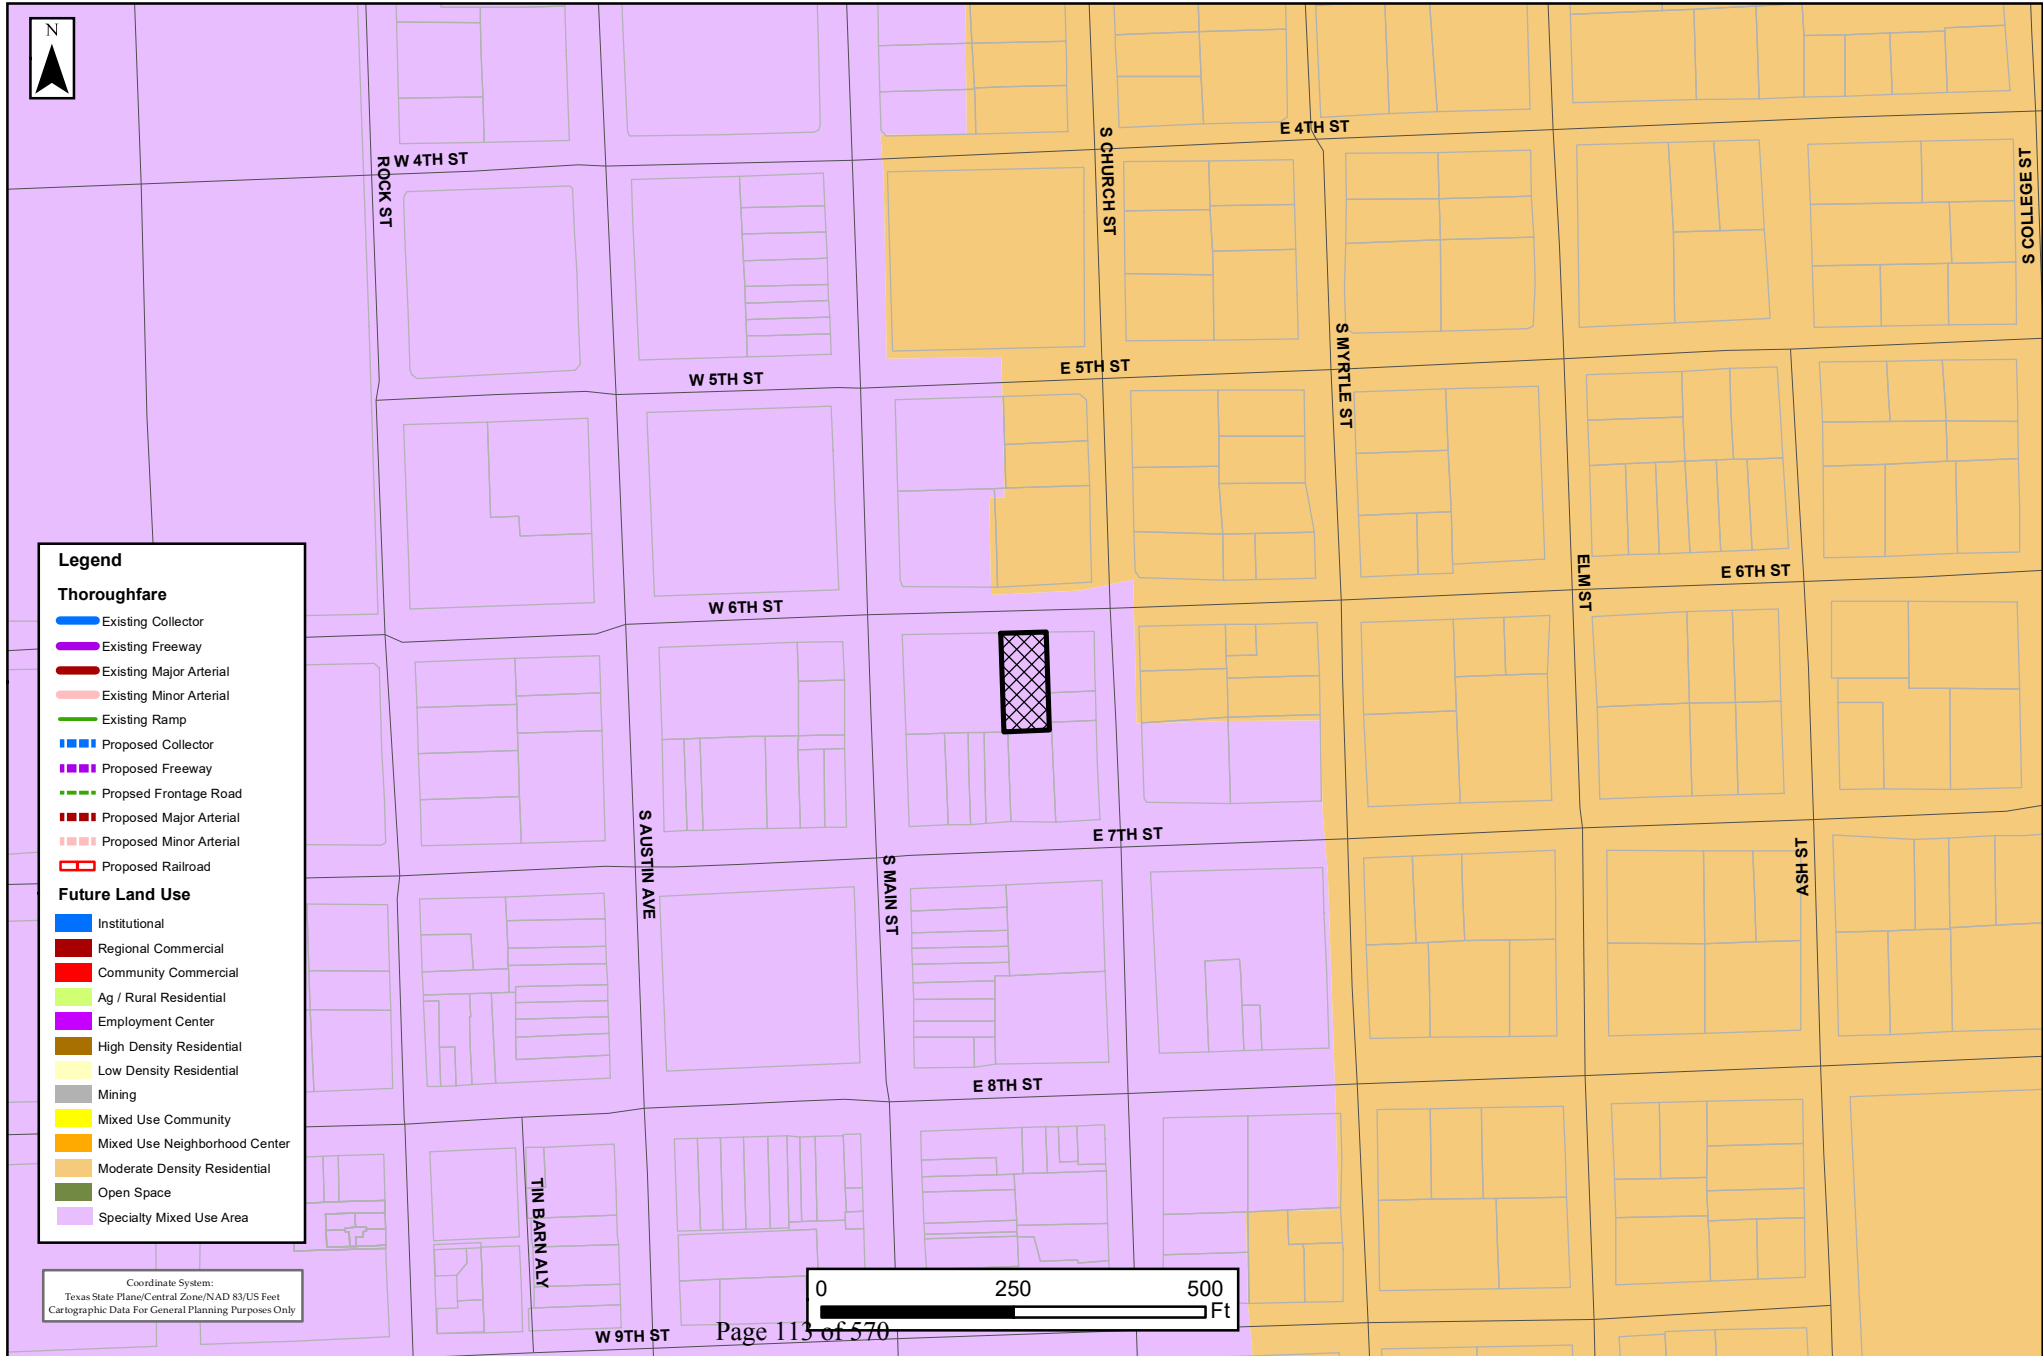 N
E 4TH ST
W 4TH ST
ROCK ST
S CHURCH ST
S COLLEGE ST
S MYRTLE ST
E 5TH ST
W 5TH ST
ELM ST
E 6TH ST
W 6TH ST
S AUSTIN AVE
S MAIN ST
E 7TH ST
ASH ST
E 8TH ST
TIN BARN ALY
W 9TH ST
Legend
Thoroughfare
Existing Collector
Existing Freeway
Existing Major Arterial
Existing Minor Arterial
Existing Ramp
Proposed Collector
Proposed Freeway
Propsed Frontage Road
Proposed Major Arterial
Proposed Minor Arterial
Proposed Railroad
Future Land Use
Institutional
Regional Commercial
Community Commercial
Ag / Rural Residential
Employment Center
High Density Residential
Low Density Residential
Mining
Mixed Use Community
Mixed Use Neighborhood Center
Moderate Density Residential
Open Space
Specialty Mixed Use Area
Coordinate System:
Texas State Plane/Central Zone/NAD 83/US Feet
Cartographic Data For General Planning Purposes Only
0 250 500
Ft
Page 113 of 570